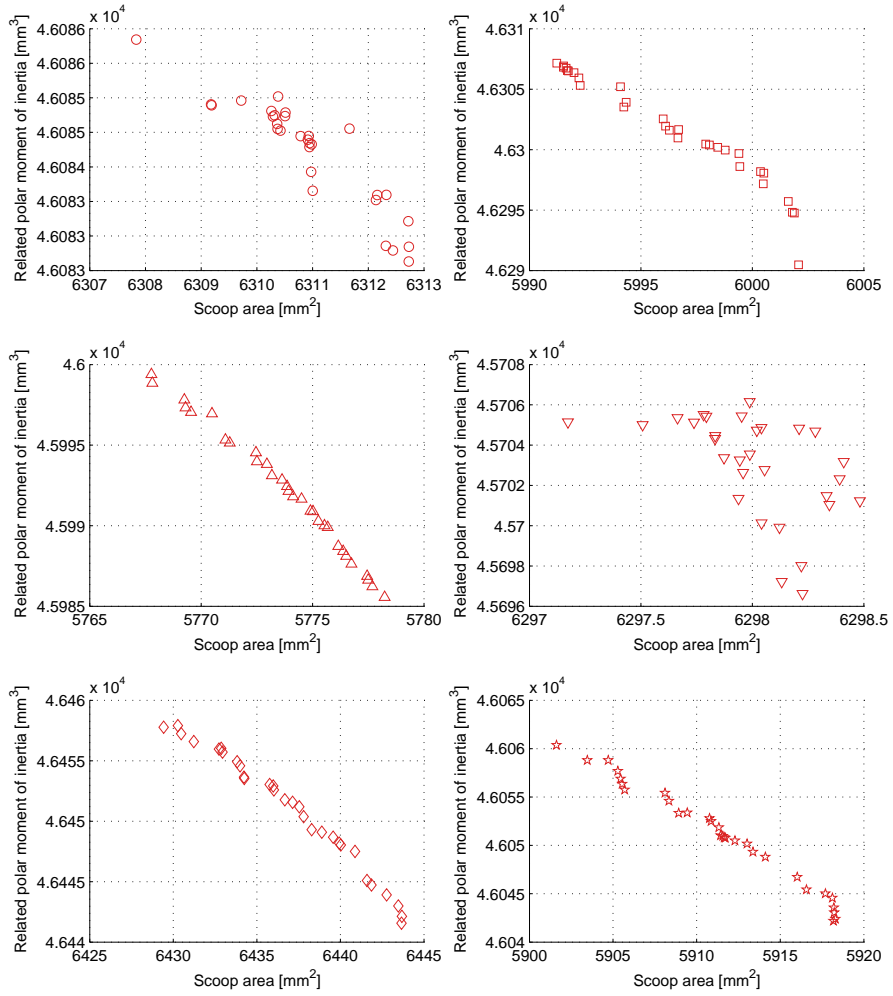 x 10^4
4.6086
4.6086
4.6085
4.6085
4.6084
4.6083
4.6083
4.6083
6307 6308 6309 6310 6311 6312 6313
Related polar moment of inertia [mm^3]
Scoop area [mm^2]
x 10^4
4.631
4.6305
4.63
4.6295
4.629
5990 5995 6000 6005
Related polar moment of inertia [mm^3]
Scoop area [mm^2]
x 10^4
4.6
4.5995
4.599
4.5985
5765 5770 5775 5780
Related polar moment of inertia [mm^3]
Scoop area [mm^2]
x 10^4
4.5708
4.5706
4.5704
4.5702
4.57
4.5698
4.5696
6297 6297.5 6298 6298.5
Related polar moment of inertia [mm^3]
Scoop area [mm^2]
x 10^4
4.646
4.6455
4.645
4.6445
4.644
6425 6430 6435 6440 6445
Related polar moment of inertia [mm^3]
Scoop area [mm^2]
x 10^4
4.6065
4.606
4.6055
4.605
4.6045
4.604
5900 5905 5910 5915 5920
Related polar moment of inertia [mm^3]
Scoop area [mm^2]